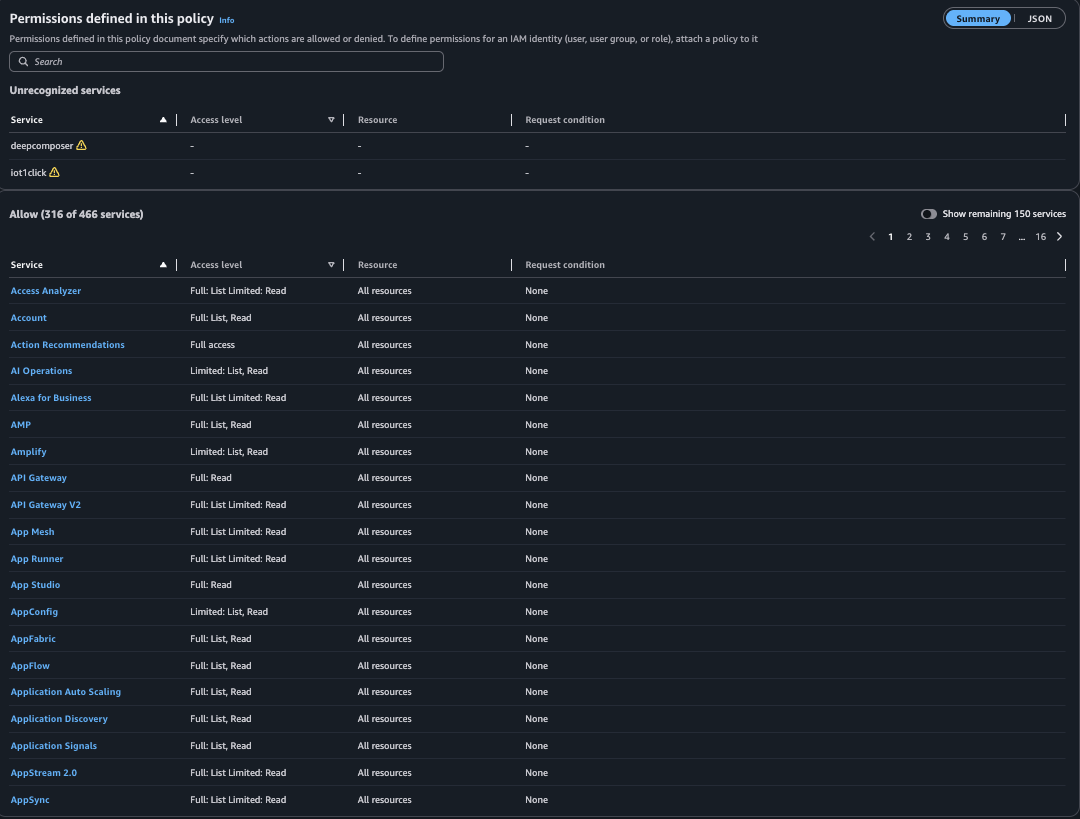 Permissions defined in this policy Info
Summary JSON
Permissions defined in this policy document specify which actions are allowed or denied. To define permissions for an IAM identity (user, user group, or role), attach a policy to it
Search
Unrecognized services
Service Access level Resource Request condition
deepcomposer - - -
iot1click - - -
Allow (316 of 466 services)
Show remaining 150 services
1 2 3 4 5 6 7 ... 16
Service Access level Resource Request condition
Access Analyzer Full: List Limited: Read All resources None
Account Full: List, Read All resources None
Action Recommendations Full access All resources None
AI Operations Limited: List, Read All resources None
Alexa for Business Full: List Limited: Read All resources None
AMP Full: List, Read All resources None
Amplify Limited: List, Read All resources None
API Gateway Full: Read All resources None
API Gateway V2 Full: List Limited: Read All resources None
App Mesh Full: List Limited: Read All resources None
App Runner Full: List Limited: Read All resources None
App Studio Full: Read All resources None
AppConfig Limited: List, Read All resources None
AppFabric Full: List, Read All resources None
AppFlow Full: List, Read All resources None
Application Auto Scaling Full: List, Read All resources None
Application Discovery Full: List, Read All resources None
Application Signals Full: List, Read All resources None
AppStream 2.0 Full: List Limited: Read All resources None
AppSync Full: List Limited: Read All resources None